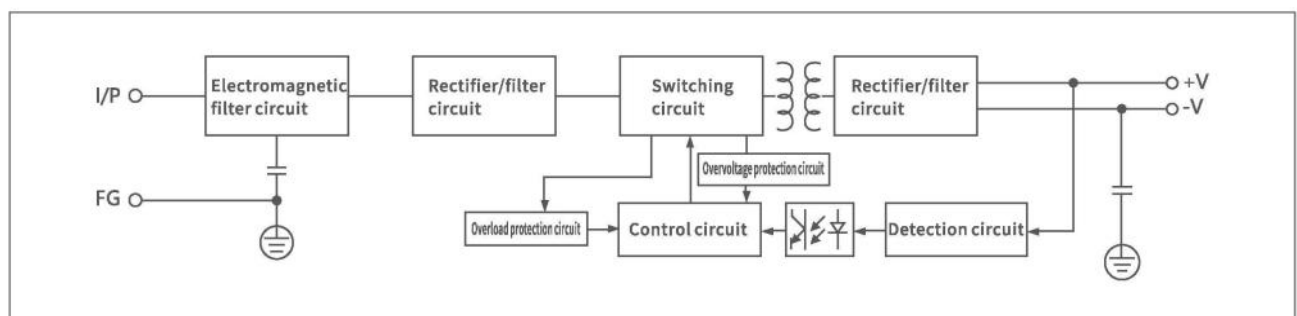 I/P
Electromagnetic
filter circuit
Rectifier/filter
circuit
Switching
circuit
Rectifier/filter
circuit
+V
-V
Overvoltage protection circuit
FG
Overload protection circuit
Control circuit
Detection circuit